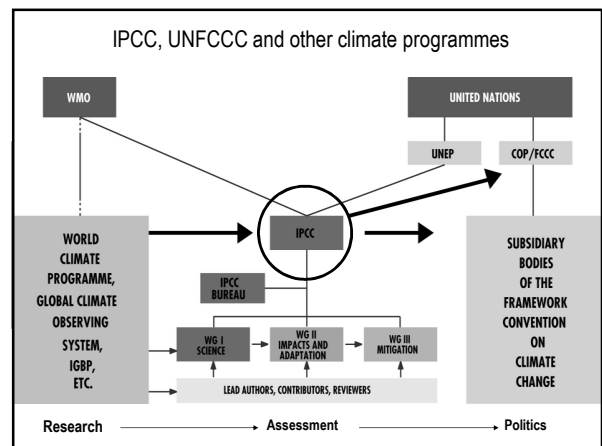 IPCC, UNFCCC and other climate programmes
WMO
UNITED NATIONS
UNEP
COP/FCCC
WORLD
CLIMATE
PROGRAMME,
GLOBAL CLIMATE
OBSERVING
SYSTEM,
IGBP,
ETC.
IPCC
IPCC
BUREAU
WG I
SCIENCE
WG II
IMPACTS AND
ADAPTATION
WG III
MITIGATION
LEAD AUTHORS, CONTRIBUTORS, REVIEWERS
SUBSIDIARY
BODIES
OF THE
FRAMEWORK
CONVENTION
ON
CLIMATE
CHANGE
Research
Assessment
Politics